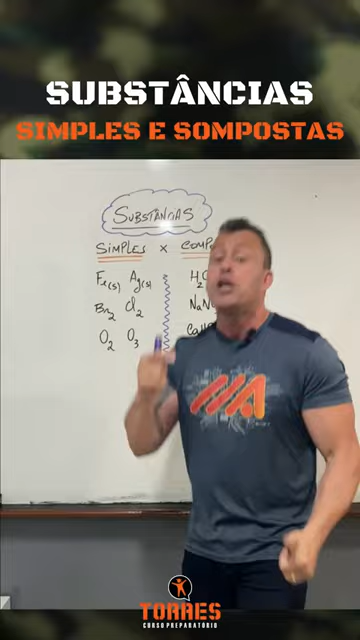 SUBSTÂNCIAS
SIMPLES E SOMPOSTAS
SUBSTÂNCIAS
SIMPLES x
Fe(s) Ag(s)
Br₂ Cl₂
O₂ O₃
TORRES
CURSO PREPARATÓRIO